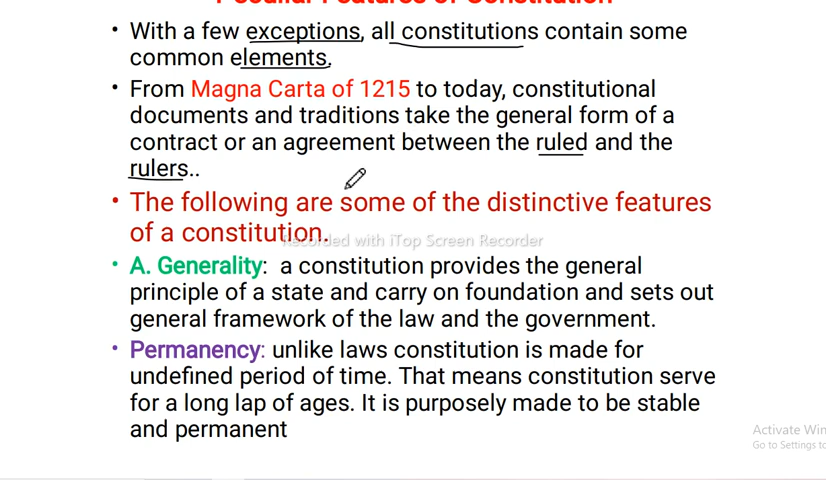 Peculiar Features of Constitution
• With a few exceptions, all constitutions contain some
common elements.
• From Magna Carta of 1215 to today, constitutional
documents and traditions take the general form of a
contract or an agreement between the ruled and the
rulers..
• The following are some of the distinctive features
of a constitution.
Recorded with iTop Screen Recorder
• A. Generality: a constitution provides the general
principle of a state and carry on foundation and sets out
general framework of the law and the government.
• Permanency: unlike laws constitution is made for
undefined period of time. That means constitution serve
for a long lap of ages. It is purposely made to be stable
and permanent
Activate Win
Go to Settings to